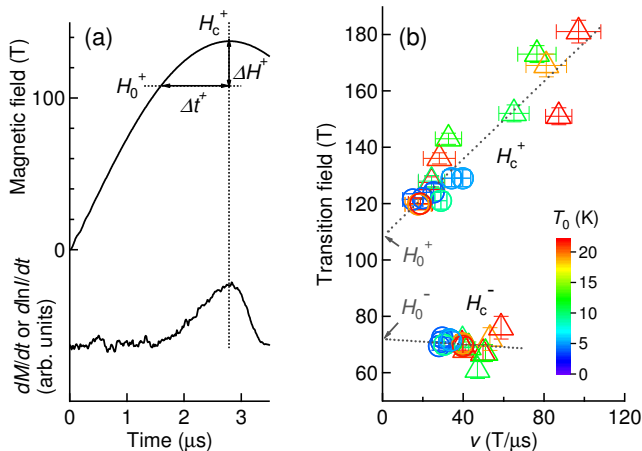 (a)
H_c^+
H_0^+
ΔH^+
Δt^+
Magnetic field (T)
100
0
dM/dt or dlnI/dt
(arb. units)
0 1 2 3
Time (μs)
(b)
Transition field (T)
180
160
140
120
100
80
60
H_c^+
H_0^+
H_0^-
H_c^-
T_0 (K)
20
15
10
5
0
0 40 80 120
v (T/μs)